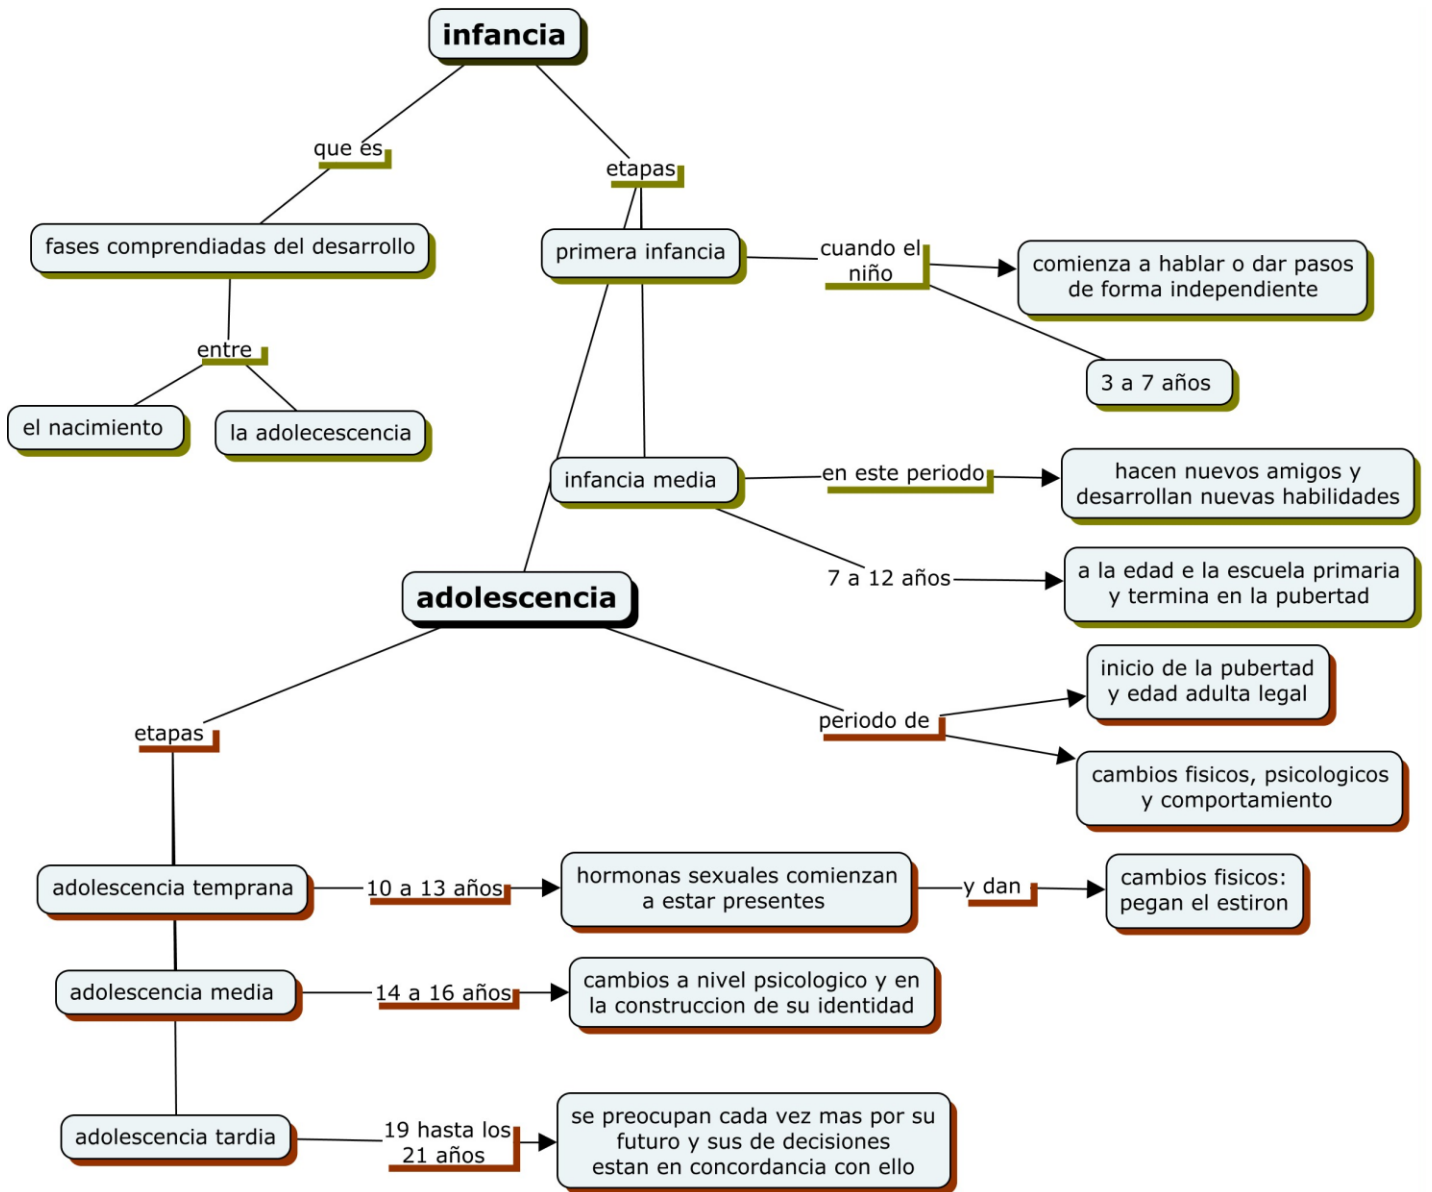 infancia
que es
etapas
fases comprendiadas del desarrollo
primera infancia
cuando el
niño
comienza a hablar o dar pasos
de forma independiente
entre
3 a 7 años
el nacimiento
la adolecescencia
infancia media
en este periodo
hacen nuevos amigos y
desarrollan nuevas habilidades
7 a 12 años
a la edad e la escuela primaria
y termina en la pubertad
adolescencia
inicio de la pubertad
y edad adulta legal
etapas
periodo de
cambios fisicos, psicologicos
y comportamiento
adolescencia temprana
10 a 13 años
hormonas sexuales comienzan
a estar presentes
y dan
cambios fisicos:
pegan el estiron
adolescencia media
14 a 16 años
cambios a nivel psicologico y en
la construccion de su identidad
adolescencia tardia
19 hasta los
21 años
se preocupan cada vez mas por su
futuro y sus de decisiones
estan en concordancia con ello